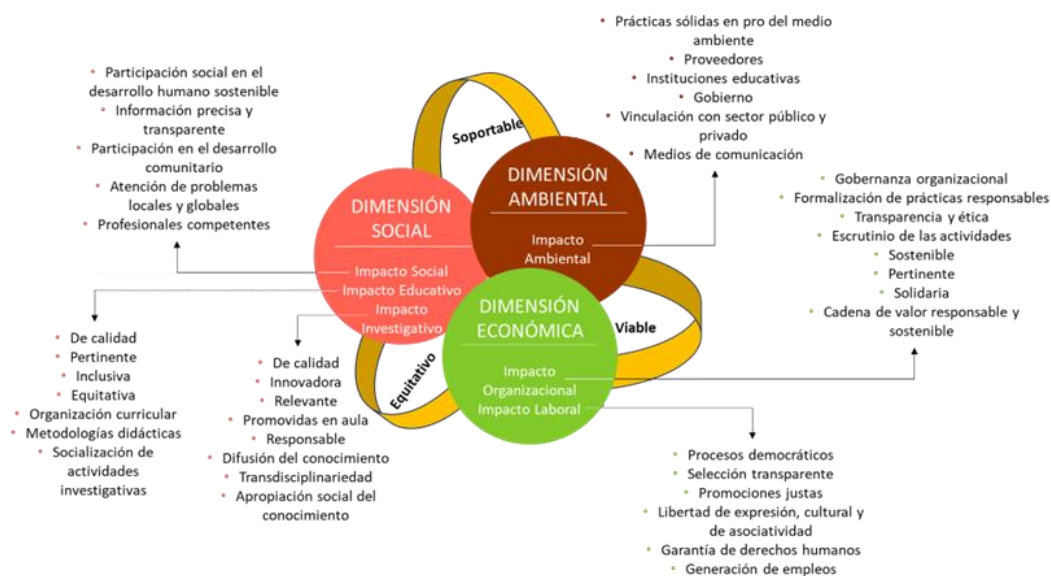 • Prácticas sólidas en pro del medio
ambiente
• Proveedores
• Instituciones educativas
• Gobierno
• Vinculación con sector público y
privado
• Medios de comunicación
• Participación social en el
desarrollo humano sostenible
• Información precisa y
transparente
• Participación en el desarrollo
comunitario
• Atención de problemas
locales y globales
• Profesionales competentes
Soportable
DIMENSIÓN
AMBIENTAL
Impacto
Ambiental
DIMENSIÓN
SOCIAL
Impacto Social
Impacto Educativo
Impacto
Investigativo
• Gobernanza organizacional
• Formalización de prácticas responsables
• Transparencia y ética
• Escrutinio de las actividades
• Sostenible
• Pertinente
• Solidaria
• Cadena de valor responsable y
sostenible
DIMENSIÓN
ECONÓMICA
Impacto
Organizacional
Impacto Laboral
Viable
Equitativo
• De calidad
• Pertinente
• Inclusiva
• Equitativa
• Organización curricular
• Metodologías didácticas
• Socialización de
actividades
investigativas
• De calidad
• Innovadora
• Relevante
• Promovidas en aula
• Responsable
• Difusión del conocimiento
• Transdisciplinariedad
• Apropiación social del
conocimiento
• Procesos democráticos
• Selección transparente
• Promociones justas
• Libertad de expresión, cultural y
de asociatividad
• Garantía de derechos humanos
• Generación de empleos